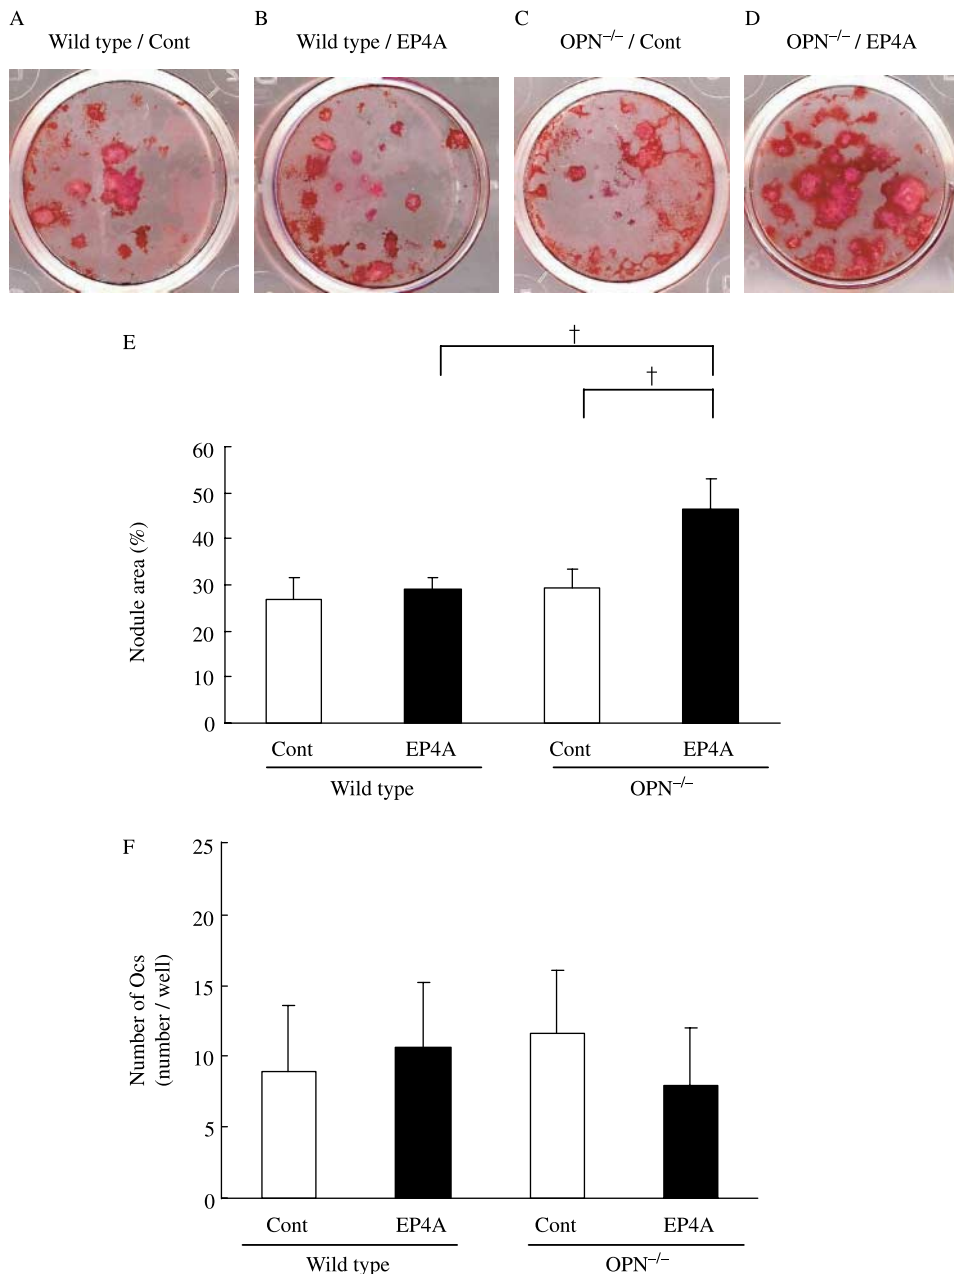 A
Wild type / Cont
B
Wild type / EP4A
C
OPN⁻/⁻ / Cont
D
OPN⁻/⁻ / EP4A
E
†
†
Nodule area (%)
60
50
40
30
20
10
0
Cont
EP4A
Cont
EP4A
Wild type
OPN⁻/⁻
F
Number of Ocs
(number / well)
25
20
15
10
5
0
Cont
EP4A
Cont
EP4A
Wild type
OPN⁻/⁻